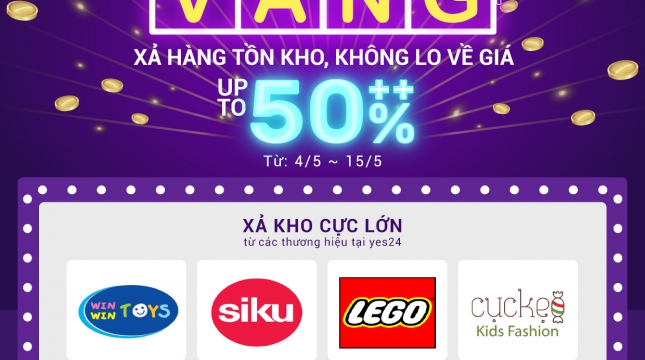 VÀNG
XẢ HÀNG TỒN KHO, KHÔNG LO VỀ GIÁ
UP TO 50++%
Từ: 4/5 ~ 15/5
XẢ KHO CỰC LỚN
từ các thương hiệu tại yes24
WIN WIN TOYS
siku
LEGO
cụckẹo
Kids Fashion